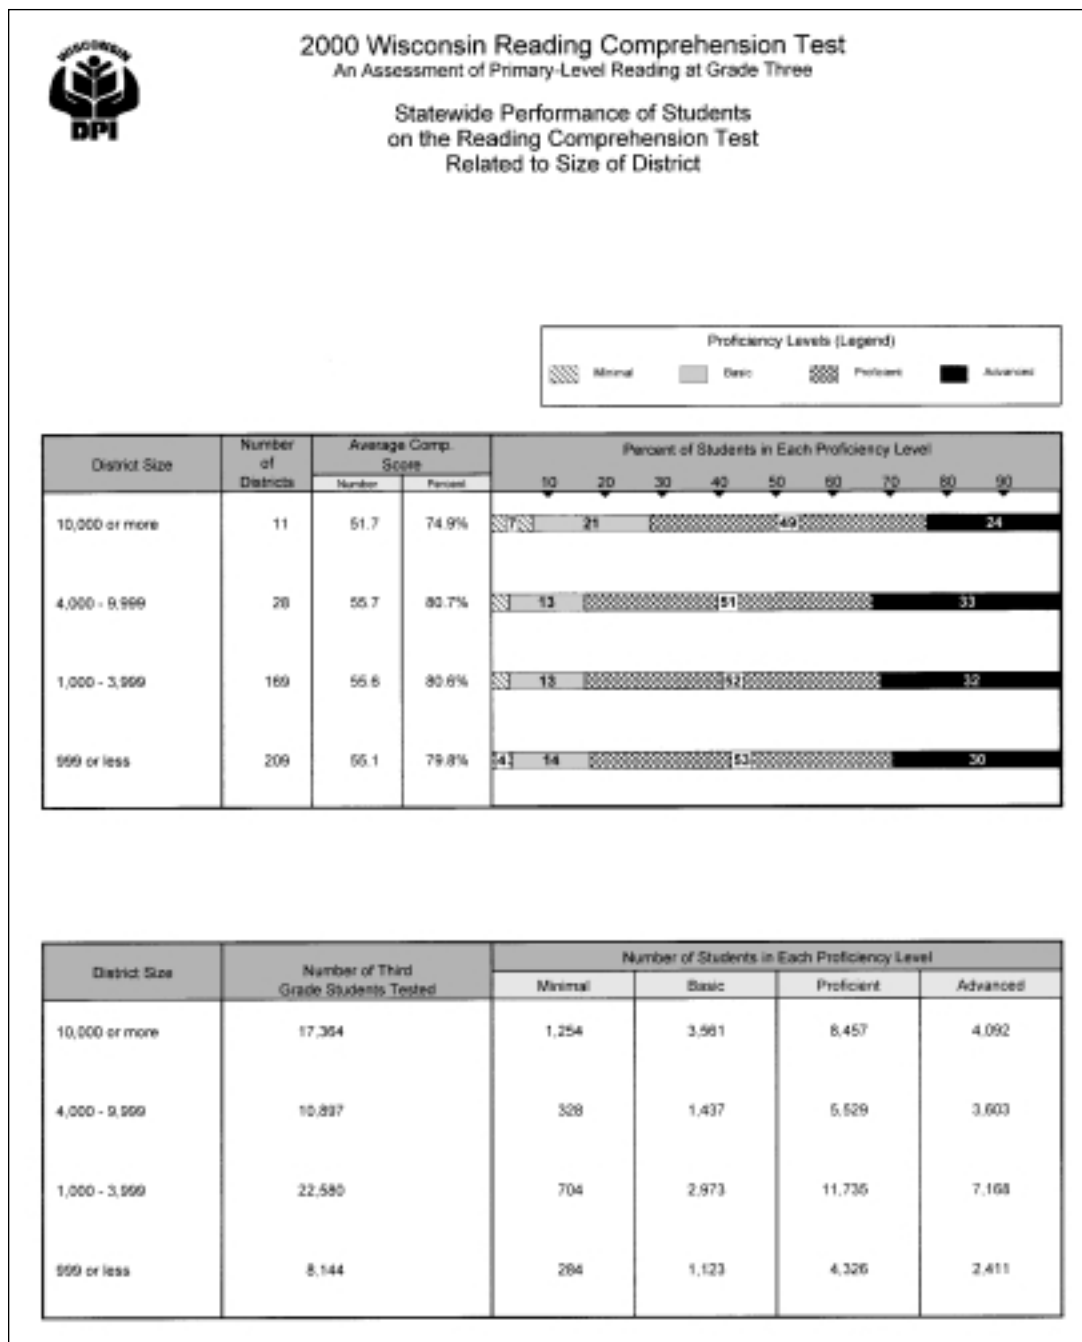 WISCONSIN
DPI
2000 Wisconsin Reading Comprehension Test
An Assessment of Primary-Level Reading at Grade Three
Statewide Performance of Students
on the Reading Comprehension Test
Related to Size of District
Proficiency Levels (Legend)
Minimal Basic Proficient Advanced
District Size Number of Districts Average Comp. Score Percent of Students in Each Proficiency Level
Number Percent 10 20 30 40 50 60 70 80 90
10,000 or more 11 51.7 74.9% 7 21 49 24
4,000 - 9,999 28 55.7 80.7% 13 51 33
1,000 - 3,999 169 55.6 80.6% 13 52 32
999 or less 209 55.1 79.8% 4 14 53 30
District Size Number of Third Grade Students Tested Number of Students in Each Proficiency Level
Minimal Basic Proficient Advanced
10,000 or more 17,364 1,254 3,561 8,457 4,092
4,000 - 9,999 10,897 328 1,437 5,529 3,603
1,000 - 3,999 22,580 704 2,973 11,735 7,168
999 or less 8,144 284 1,123 4,326 2,411